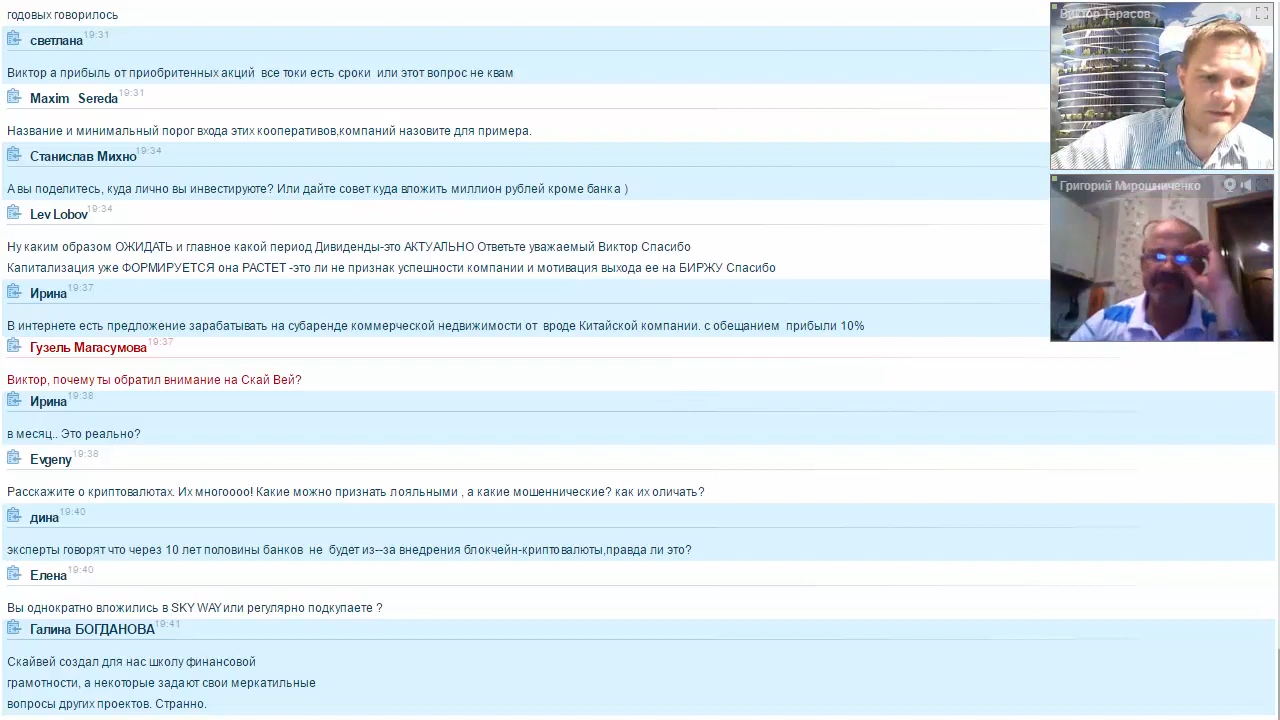 годовых говорилось
светлана 19:31
Виктор а прибыль от приобритенных акций все токи есть сроки не квам
Maxim Sereda 19:31
Название и минимальный порог входа этих кооперативов, для примера.
Станислав Михно 19:34
А вы поделитесь, куда лично вы инвестируюте? Или дайте совет куда вложить миллион рублей кроме банка )
Lev Lobov 19:34
Ну каким образом ОЖИДАТЬ и главное какой период Дивиденды-это АКТУАЛЬНО Ответьте уважаемый Виктор Спасибо
Капитализация уже ФОРМИРУЕТСЯ она РАСТЕТ -это ли не признак успешности компании и мотивация выхода ее на БИРЖУ Спасибо
Ирина 19:37
В интернете есть предложение зарабатывать на субаренде коммерческой недвижимости от вроде Китайской компании. с обещанием прибыли 10%
Гузель Магасумова 19:37
Виктор, почему ты обратил внимание на Скай Вей?
Ирина 19:38
в месяц.. Это реально?
Evgeny 19:38
Расскажите о криптовалютах. Их многоооо! Какие можно признать лояльными , а какие мошеннические? как их оличать?
дина 19:40
эксперты говорят что через 10 лет половины банков не будет из--за внедрения блокчейн-криптовалюты,правда ли это?
Елена 19:40
Вы однократно вложились в SKY WAY или регулярно подкупаете ?
Галина БОГДАНОВА 19:41
Скайвей создал для нас школу финансовой
грамотности, а некоторые задают свои меркатильные
вопросы других проектов. Странно.
Виктор Тарасов
Григорий Мирошниченко